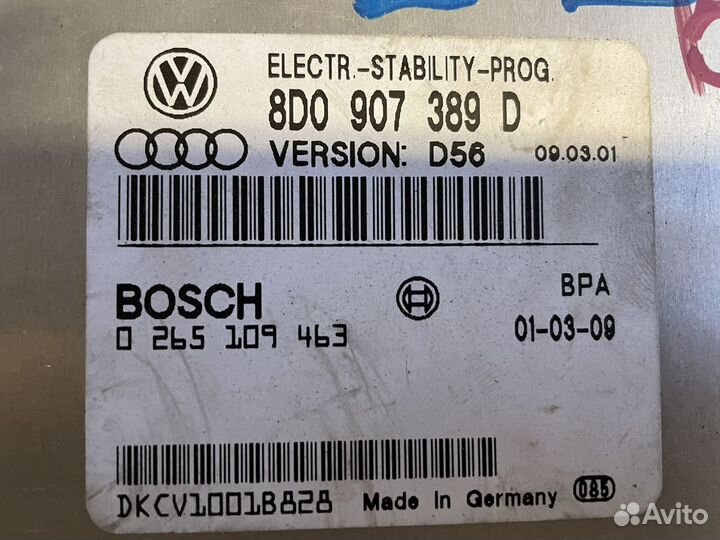 ELECTR.-STABILITY-PROG.
8D0 907 389 D
VERSION: D56 09.03.01
BOSCH
0 265 109 463
BPA
01-03-09
DKCV10018828 Made In Germany 085
Avito